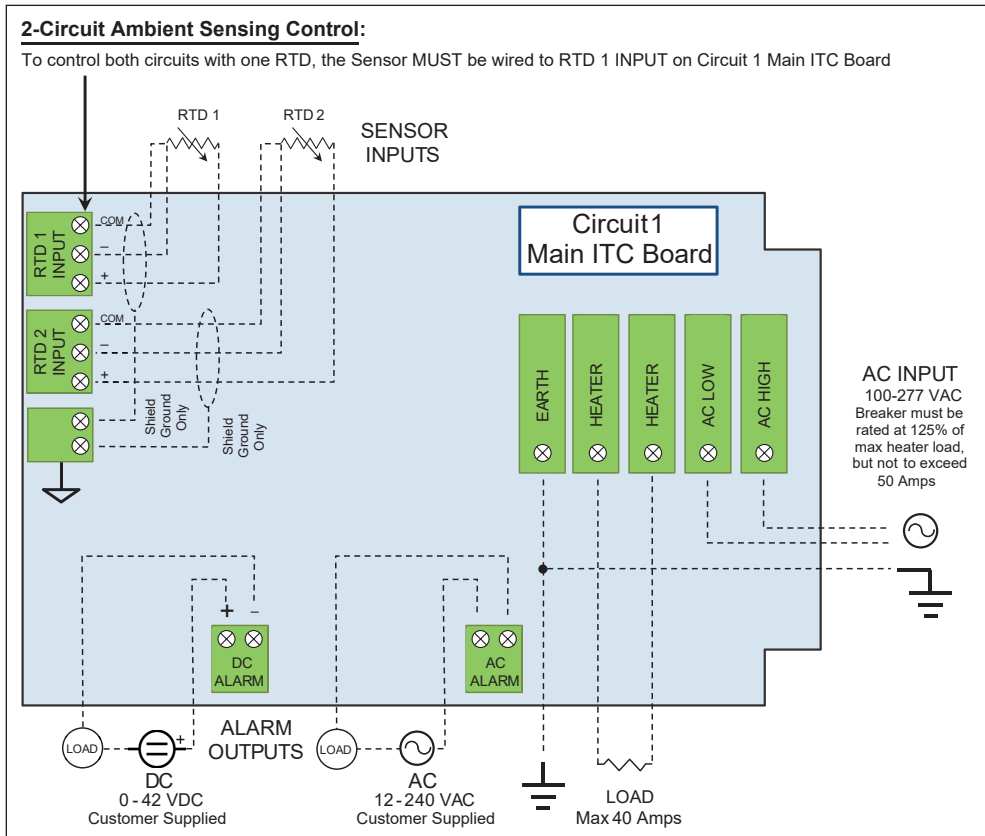 2-Circuit Ambient Sensing Control:
To control both circuits with one RTD, the Sensor MUST be wired to RTD 1 INPUT on Circuit 1 Main ITC Board
RTD 1
RTD 2
SENSOR
INPUTS
RTD 1
INPUT
COM
–
+
RTD 2
INPUT
COM
–
+
Shield
Ground
Only
Shield
Ground
Only
Circuit1
Main ITC Board
EARTH
HEATER
HEATER
AC LOW
AC HIGH
AC INPUT
100-277 VAC
Breaker must be
rated at 125% of
max heater load,
but not to exceed
50 Amps
+
–
DC
ALARM
AC
ALARM
ALARM
OUTPUTS
LOAD
+
DC
0-42 VDC
Customer Supplied
LOAD
AC
12-240 VAC
Customer Supplied
LOAD
Max 40 Amps